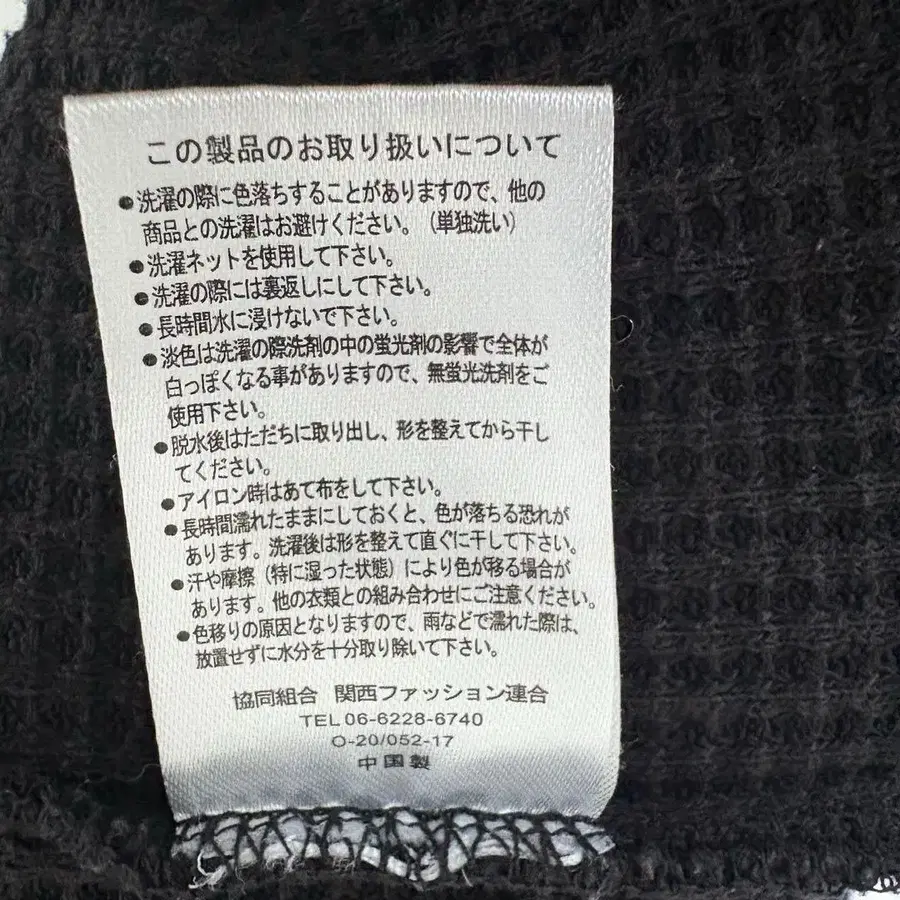 この製品のお取り扱いについて
●洗濯の際に色落ちすることがありますので、他の
商品との洗濯はお避けください。（単独洗い）
●洗濯ネットを使用して下さい。
●洗濯の際には裏返しにして下さい。
●長時間水に浸けないで下さい。
●淡色は洗濯の際洗剤の中の蛍光剤の影響で全体が
白っぽくなる事がありますので、無蛍光洗剤をご
使用下さい。
●脱水後はただちに取り出し、形を整えてから干し
てください。
●アイロン時はあて布をして下さい。
●長時間濡れたままにしておくと、色が落ちる恐れが
あります。洗濯後は形を整えて直ぐに干して下さい。
●汗や摩擦（特に湿った状態）により色が移る場合が
あります。他の衣類との組み合わせにご注意ください。
●色移りの原因となりますので、雨などで濡れた際は、
放置せずに水分を十分取り除いて下さい。
協同組合 関西ファッション連合
TEL 06-6228-6740
O-20/052-17
中国製